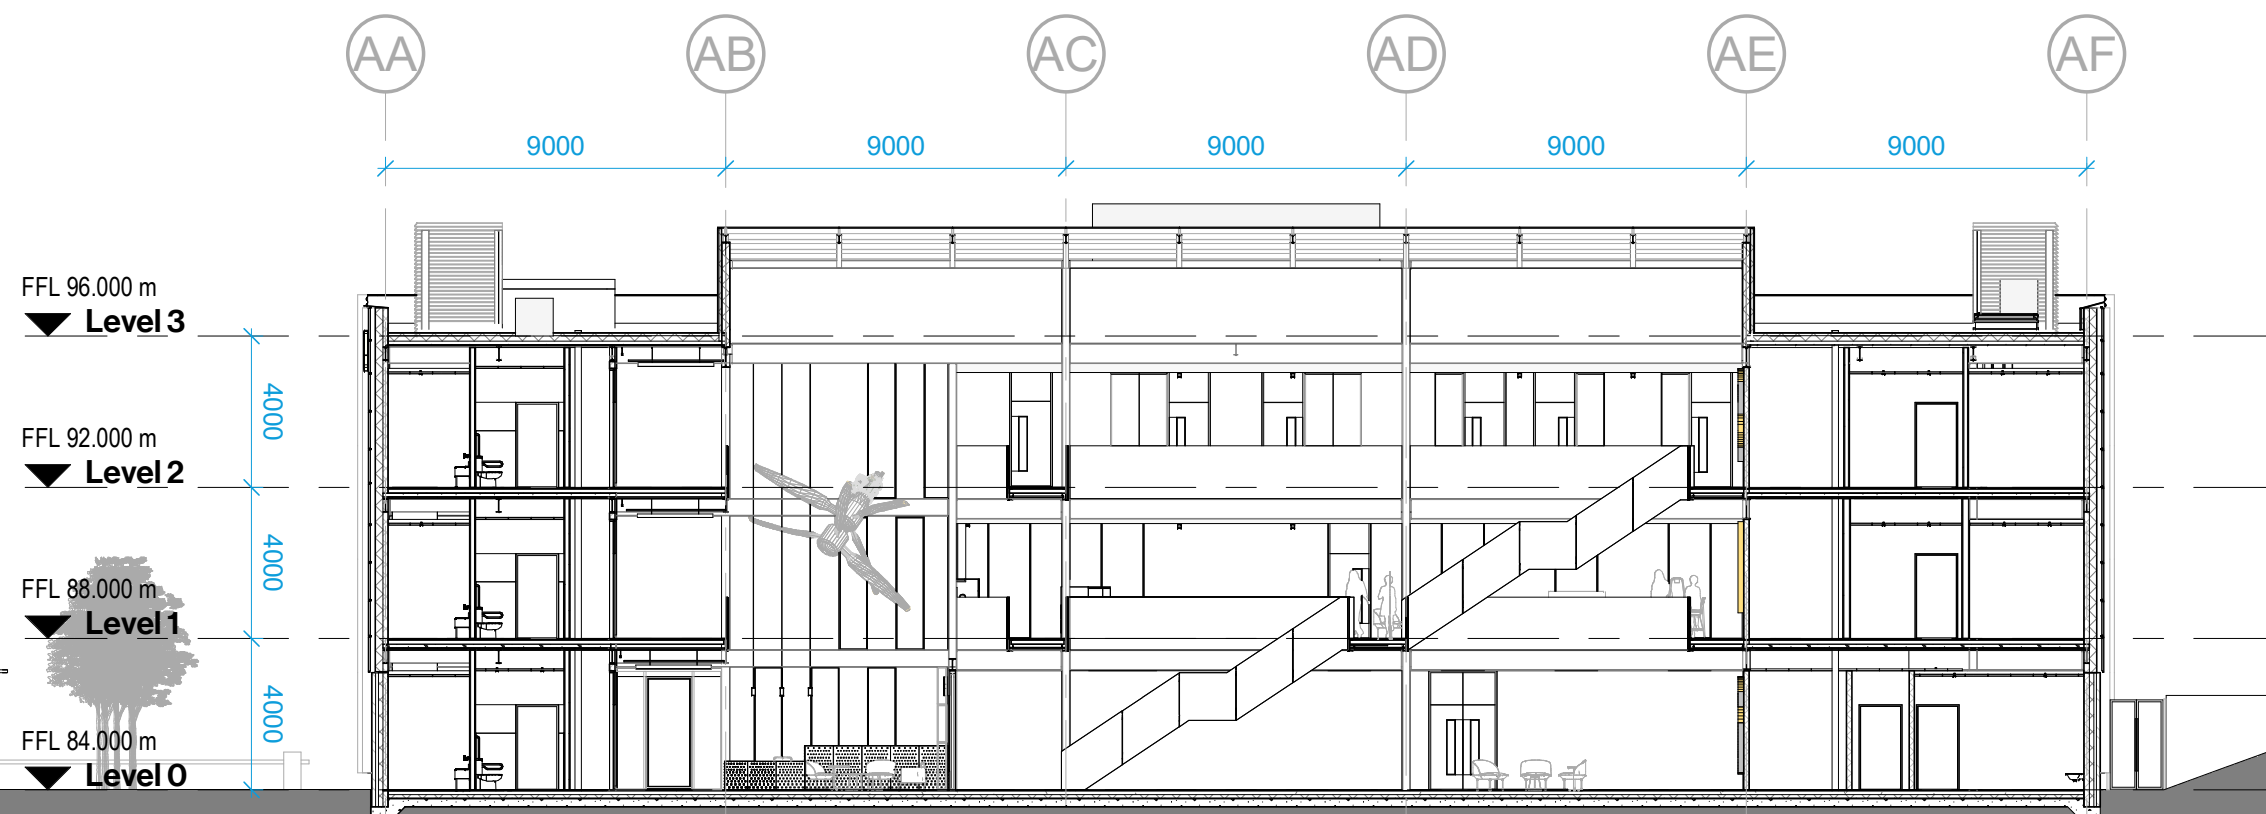 AA AB AC AD AE AF
9000 9000 9000 9000 9000
FFL 96.000 m
Level 3
4000
FFL 92.000 m
Level 2
4000
FFL 88.000 m
Level 1
4000
FFL 84.000 m
Level 0